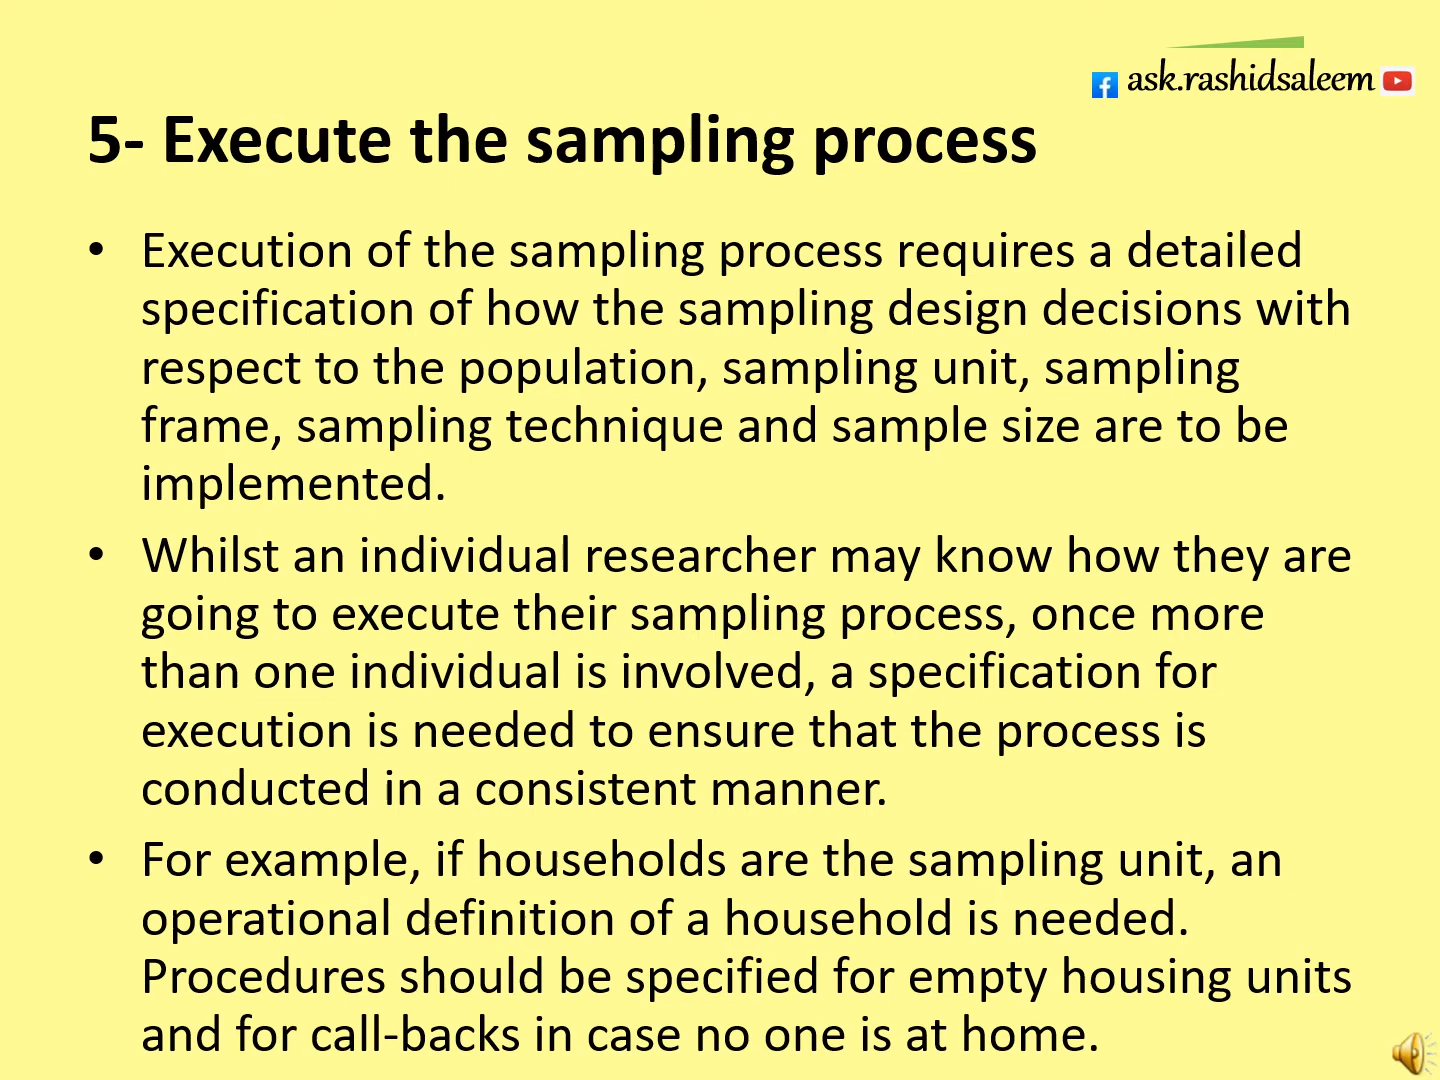 ask.rashidsaleem
5- Execute the sampling process
• Execution of the sampling process requires a detailed
specification of how the sampling design decisions with
respect to the population, sampling unit, sampling
frame, sampling technique and sample size are to be
implemented.
• Whilst an individual researcher may know how they are
going to execute their sampling process, once more
than one individual is involved, a specification for
execution is needed to ensure that the process is
conducted in a consistent manner.
• For example, if households are the sampling unit, an
operational definition of a household is needed.
Procedures should be specified for empty housing units
and for call-backs in case no one is at home.